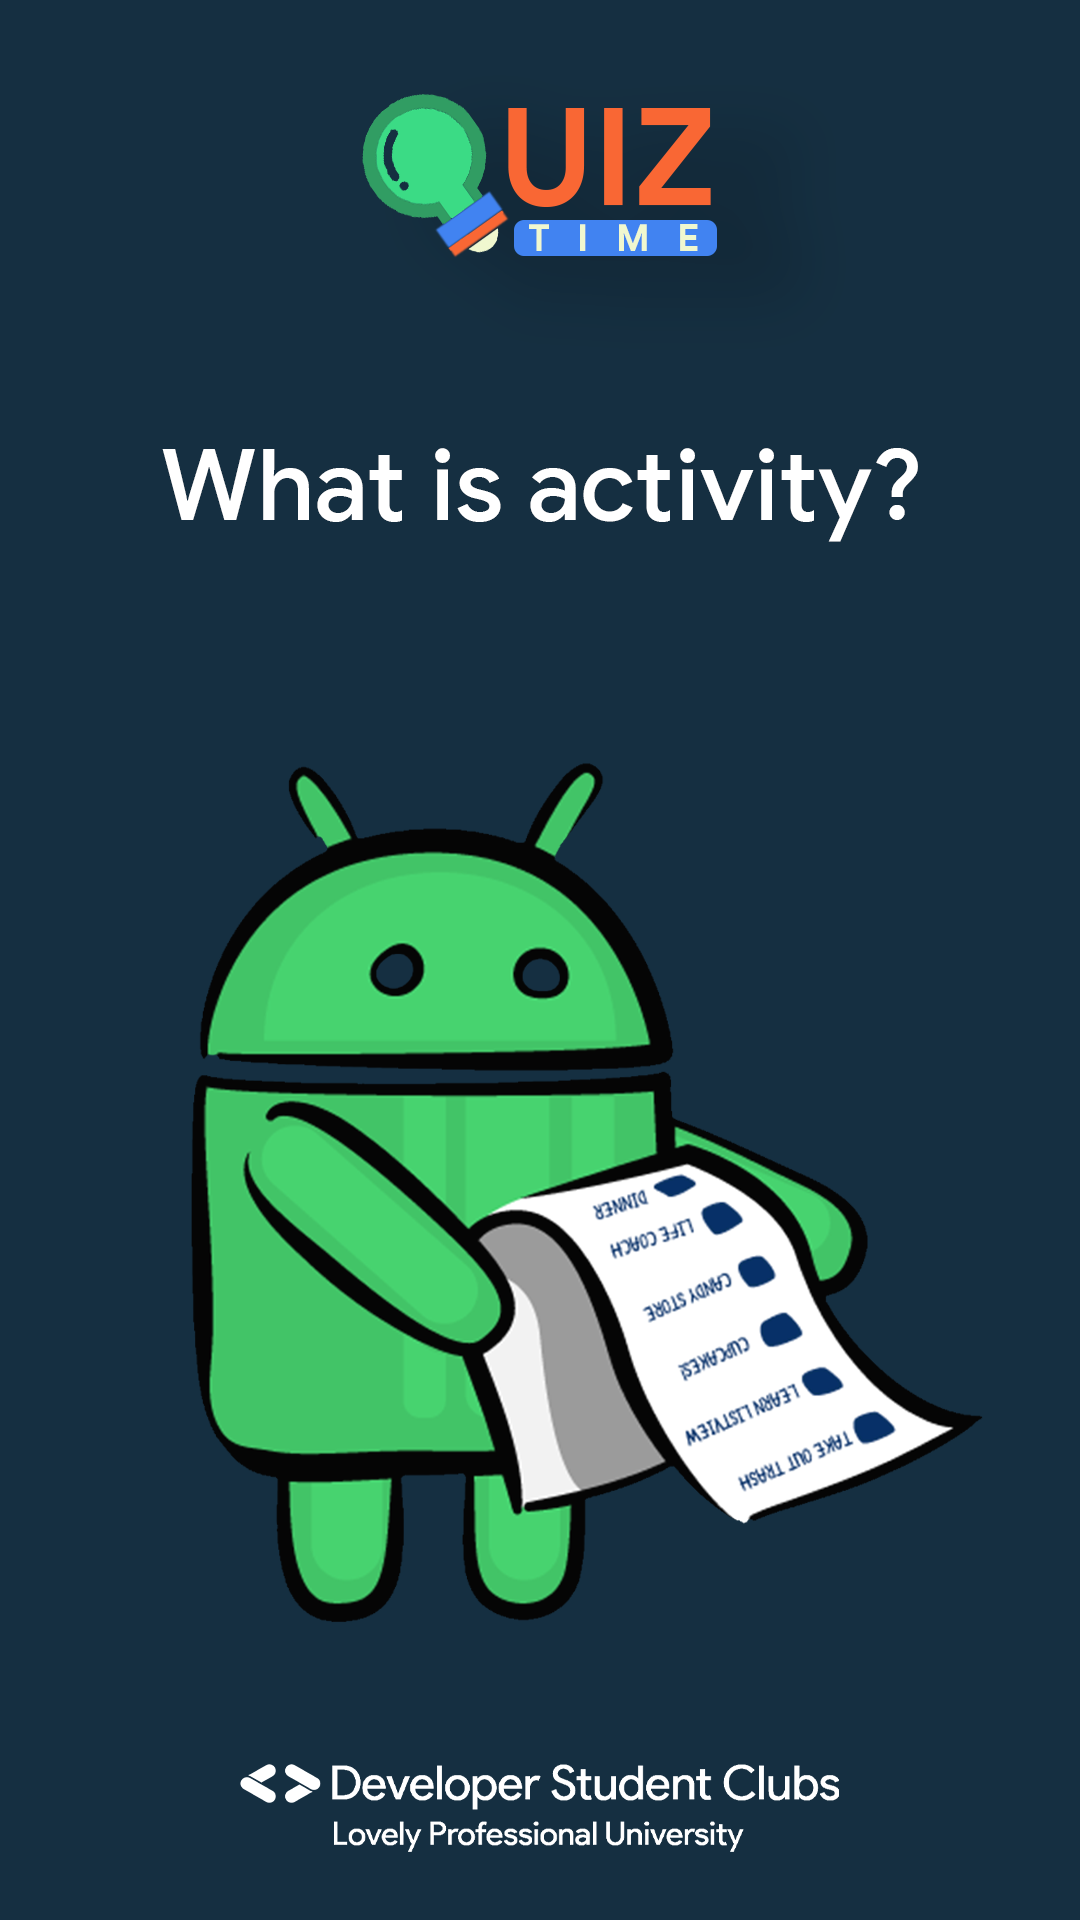 QUIZ
TIME
What is activity?
DINNER
LIFE COACH
CANDY STORE
CUPCAKES!
LEARN LISTVIEW
TAKE OUT TRASH
Developer Student Clubs
Lovely Professional University